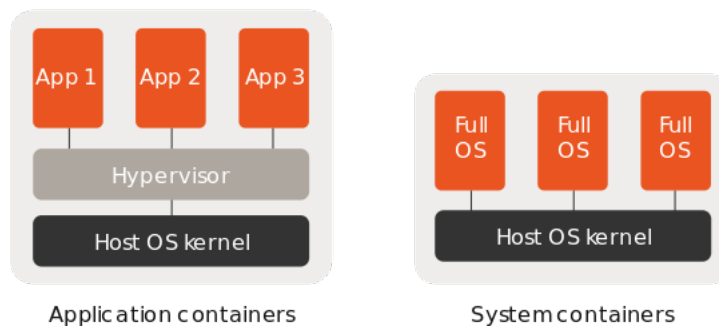 App 1 App 2 App 3
Hypervisor
Host OS kernel
Application containers
Full OS
Full OS
Full OS
Host OS kernel
System containers